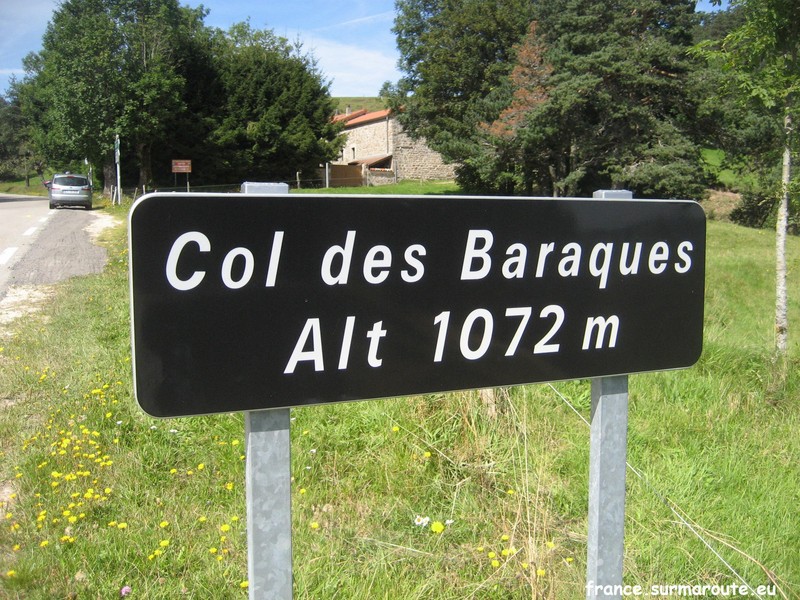 Col des Baraques
Alt 1072 m
france.surmaroute.eu